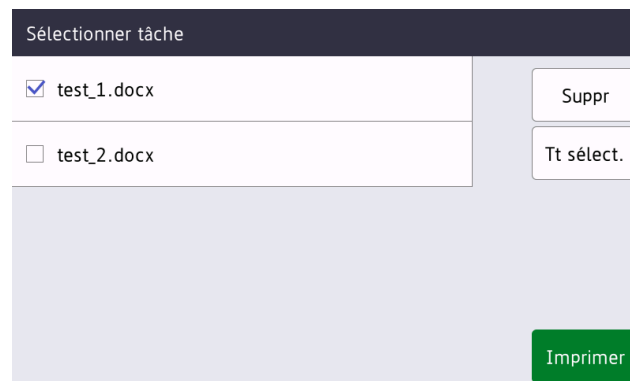 Sélectionner tâche
test_1.docx
Suppr
test_2.docx
Tt sélect.
Imprimer